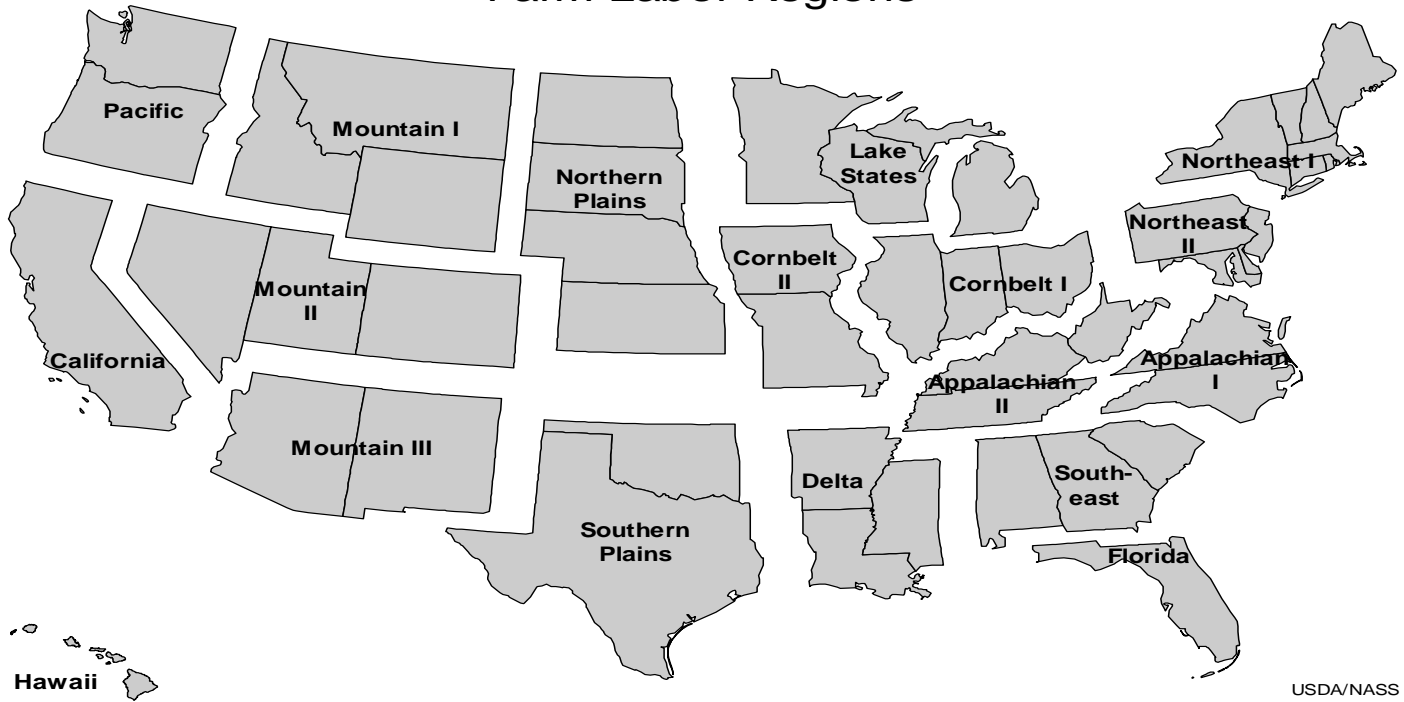 Farm Labor Regions
Pacific
Mountain I
Northern
Plains
Lake
States
Northeast I
Northeast
II
Cornbelt
II
Cornbelt I
Mountain
II
California
Appalachian
I
Appalachian
II
Mountain III
Delta
South-
east
Southern
Plains
Florida
Hawaii
USDA/NASS